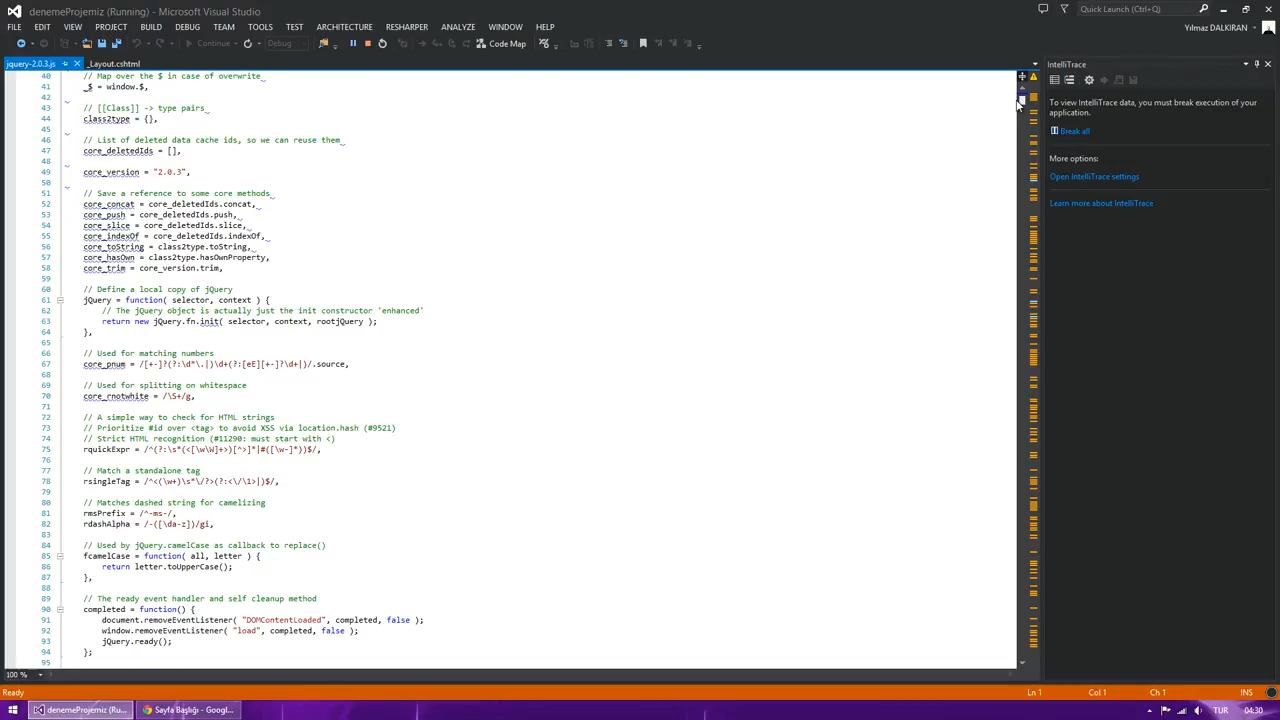 denemeProjemiz (Running) - Microsoft Visual Studio
Quick Launch (Ctrl+Q)
FILE EDIT VIEW PROJECT BUILD DEBUG TEAM TOOLS TEST ARCHITECTURE RESHARPER ANALYZE WINDOW HELP
Yilmaz DALKIRAN
Continue
Debug
Code Map
jquery-2.0.3.js
_Layout.cshtml
40 // Map over the $ in case of overwrite
41 _$ = window.$,
42
43 // [[Class]] -> type pairs
44 class2type = {},
45
46 // List of deleted data cache ids, so we can reuse them
47 core_deletedIds = [],
48
49 core_version = "2.0.3",
50
51 // Save a reference to some core methods
52 core_concat = core_deletedIds.concat,
53 core_push = core_deletedIds.push,
54 core_slice = core_deletedIds.slice,
55 core_indexOf = core_deletedIds.indexOf,
56 core_toString = class2type.toString,
57 core_hasOwn = class2type.hasOwnProperty,
58 core_trim = core_version.trim,
59
60 // Define a local copy of jQuery
61 jQuery = function( selector, context ) {
62 // The jQuery object is actually just the init constructor 'enhanced'
63 return new jQuery.fn.init( selector, context, rootjQuery );
64 },
65
66 // Used for matching numbers
67 core_pnum = /[+-]?(?:\d*\.|)\d+(?:[eE][+-]?\d+|)/.source,
68
69 // Used for splitting on whitespace
70 core_rnotwhite = /\S+/g,
71
72 // A simple way to check for HTML strings
73 // Prioritize #id over <tag> to avoid XSS via location.hash (#9521)
74 // Strict HTML recognition (#11290: must start with <)
75 rquickExpr = /^(?:\s*(<[\w\W]+>)[^>]*|#([\w-]*))$/,
76
77 // Match a standalone tag
78 rsingleTag = /^<(\w+)\s*\/?>(?:<\/\1>|)$/,
79
80 // Matches dashed string for camelizing
81 rmsPrefix = /^-ms-/,
82 rdashAlpha = /-([\da-z])/gi,
83
84 // Used by jQuery.camelCase as callback to replace()
85 fcamelCase = function( all, letter ) {
86 return letter.toUpperCase();
87 },
88
89 // The ready event handler and self cleanup method
90 completed = function() {
91 document.removeEventListener( "DOMContentLoaded", completed, false );
92 window.removeEventListener( "load", completed, false );
93 jQuery.ready();
94 };
95
100 %
IntelliTrace
To view IntelliTrace data, you must break execution of your
application.
Break all
More options:
Open IntelliTrace settings
Learn more about IntelliTrace
Ready
Ln 1 Col 1 Ch 1 INS
denemeProjemiz (Ru...
Sayfa Başlığı - Googl...
TUR 04:30